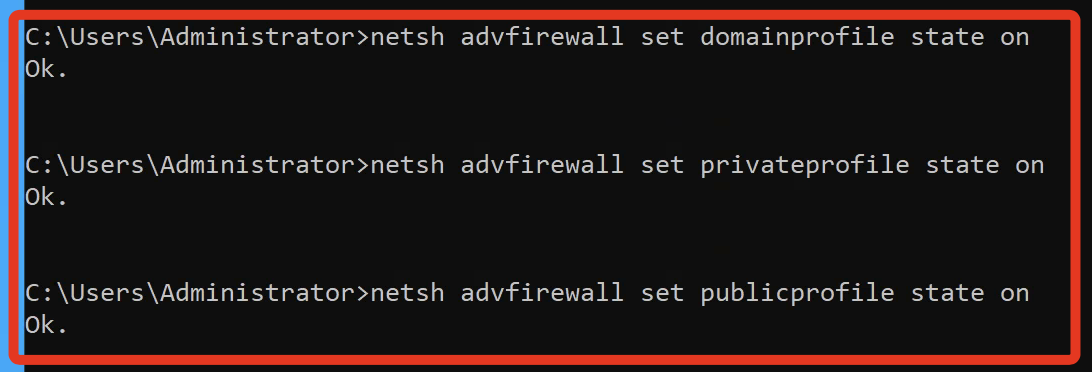 C:\Users\Administrator>netsh advfirewall set domainprofile state on
Ok.
C:\Users\Administrator>netsh advfirewall set privateprofile state on
Ok.
C:\Users\Administrator>netsh advfirewall set publicprofile state on
Ok.